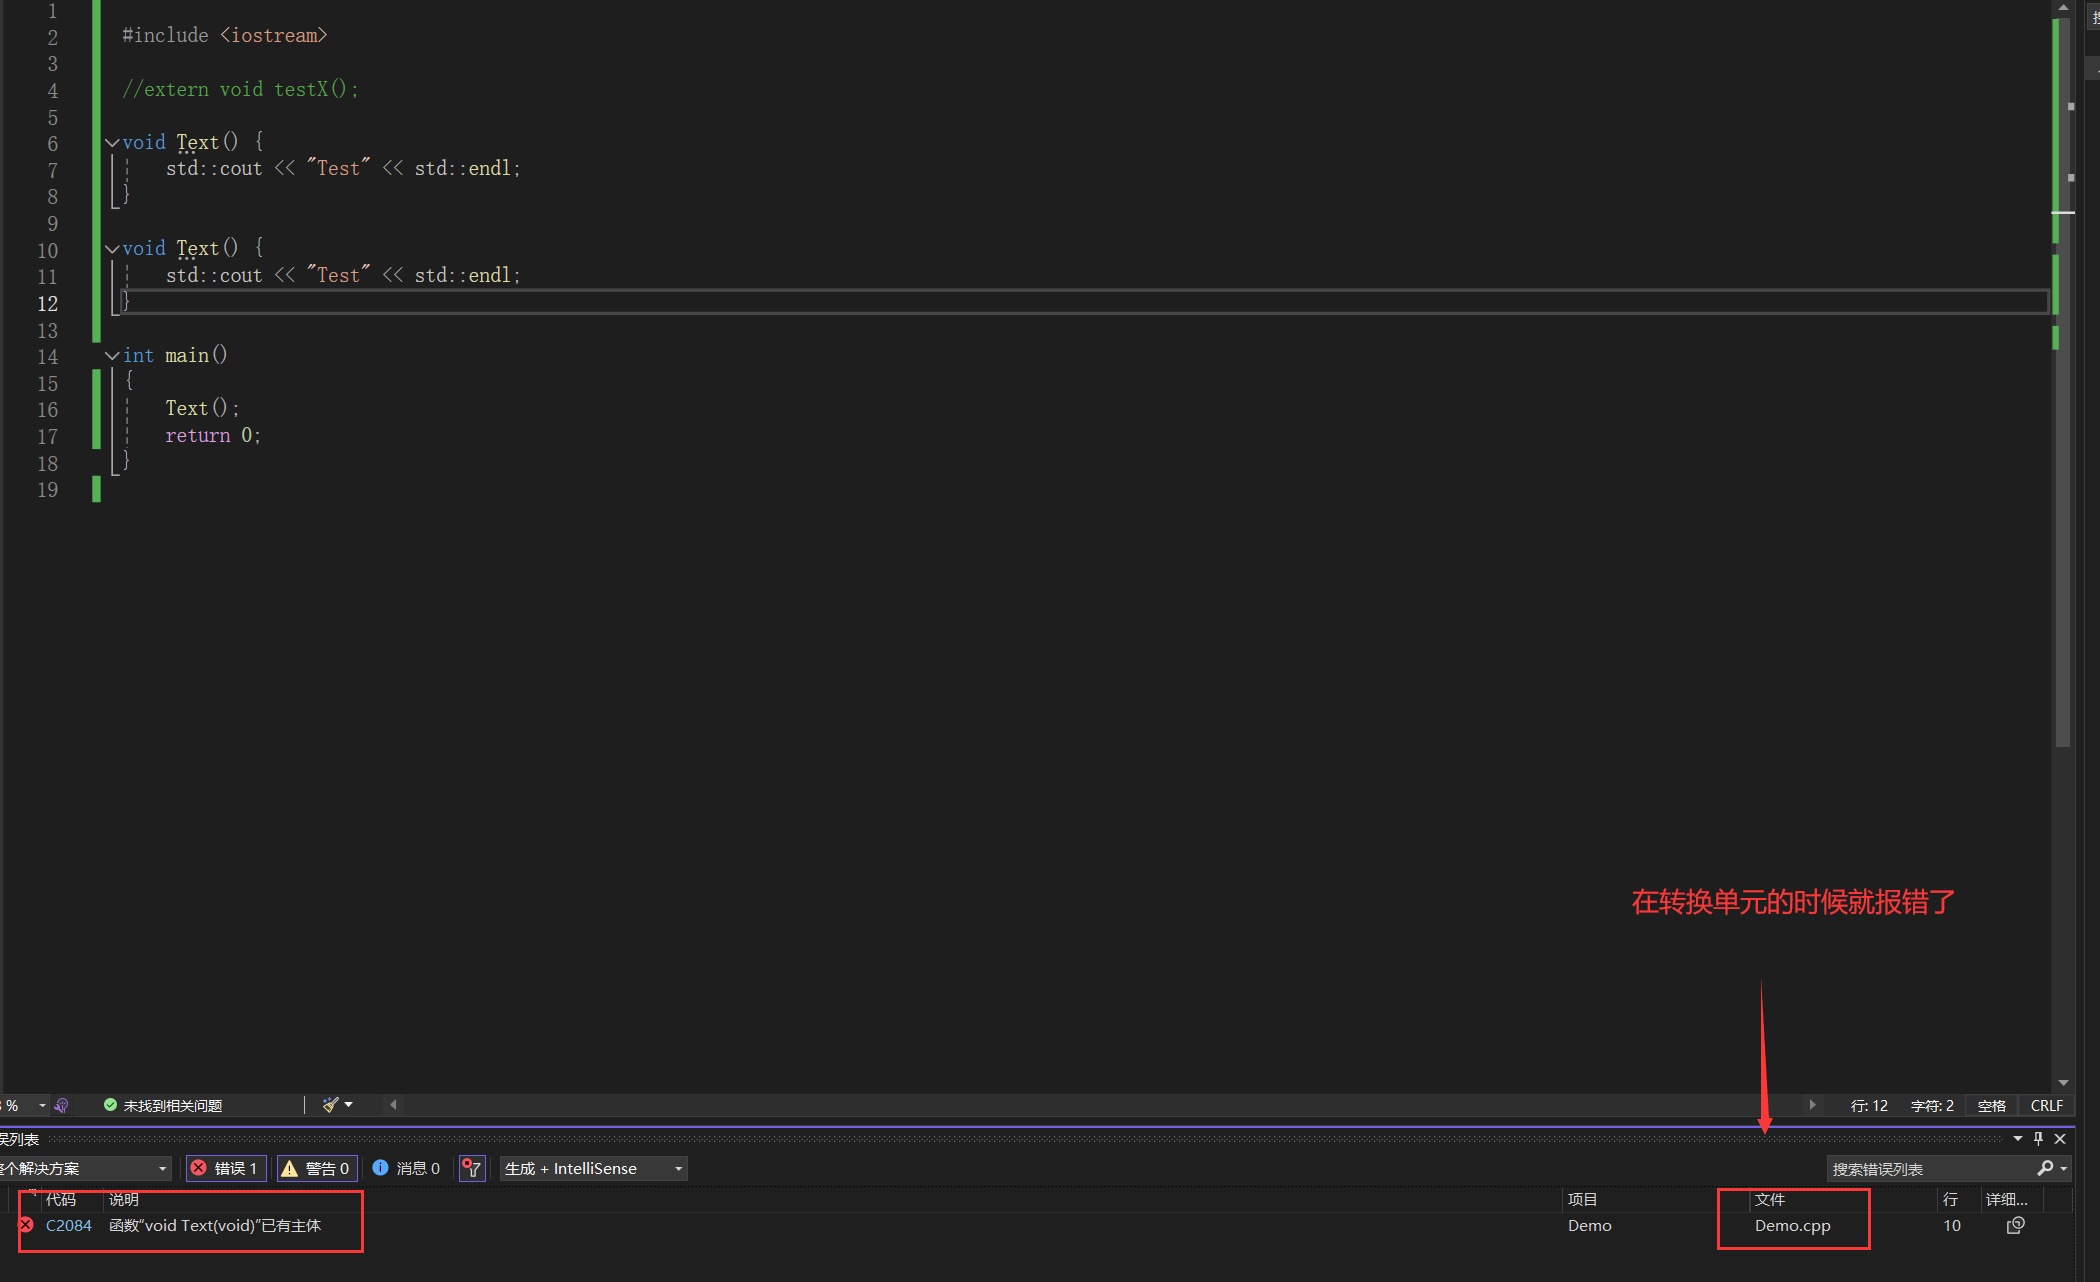 1
2 #include <iostream>
3
4 //extern void testX();
5
6 void Text() {
7 std::cout << "Test" << std::endl;
8 }
9
10 void Text() {
11 std::cout << "Test" << std::endl;
12 }
13
14 int main()
15 {
16 Text();
17 return 0;
18 }
19
在转换单元的时候就报错了
% 未找到相关问题 行: 12 字符: 2 空格 CRLF
误列表
整个解决方案 错误 1 警告 0 消息 0 生成 + IntelliSense 搜索错误列表
代码 说明 项目 文件 行 详细...
C2084 函数“void Text(void)”已有主体 Demo Demo.cpp 10